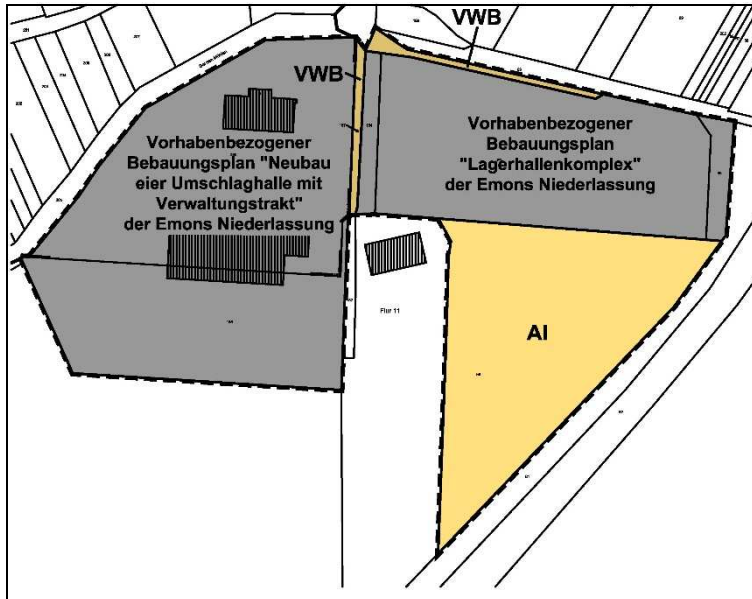 VWB
VWB
Vorhabenbezogener
Bebauungsplan "Neubau
eier Umschlaghalle mit
Verwaltungstrakt"
der Emons Niederlassung
Vorhabenbezogener
Bebauungsplan
"Lagerhallenkomplex"
der Emons Niederlassung
Flur 11
AI